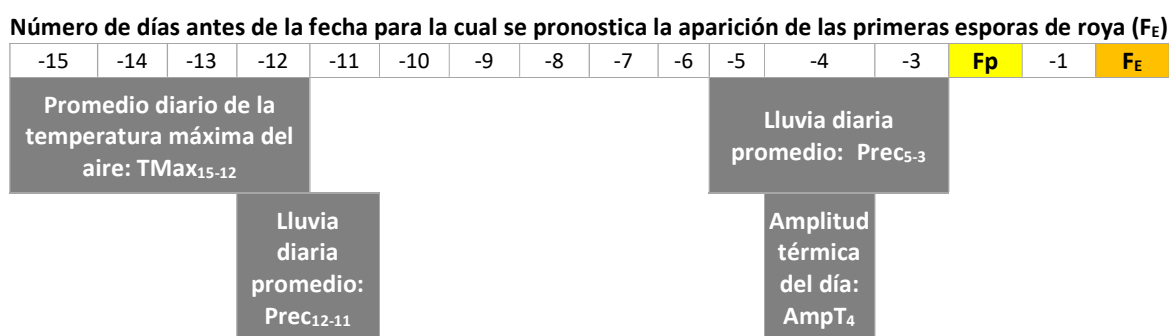 Número de días antes de la fecha para la cual se pronostica la aparición de las primeras esporas de roya (FE)
-15 -14 -13 -12 -11 -10 -9 -8 -7 -6 -5 -4 -3 Fp -1 FE
Promedio diario de la
temperatura máxima del
aire: TMax15-12
Lluvia diaria
promedio: Prec5-3
Lluvia
diaria
promedio:
Prec12-11
Amplitud
térmica
del día:
AmpT4